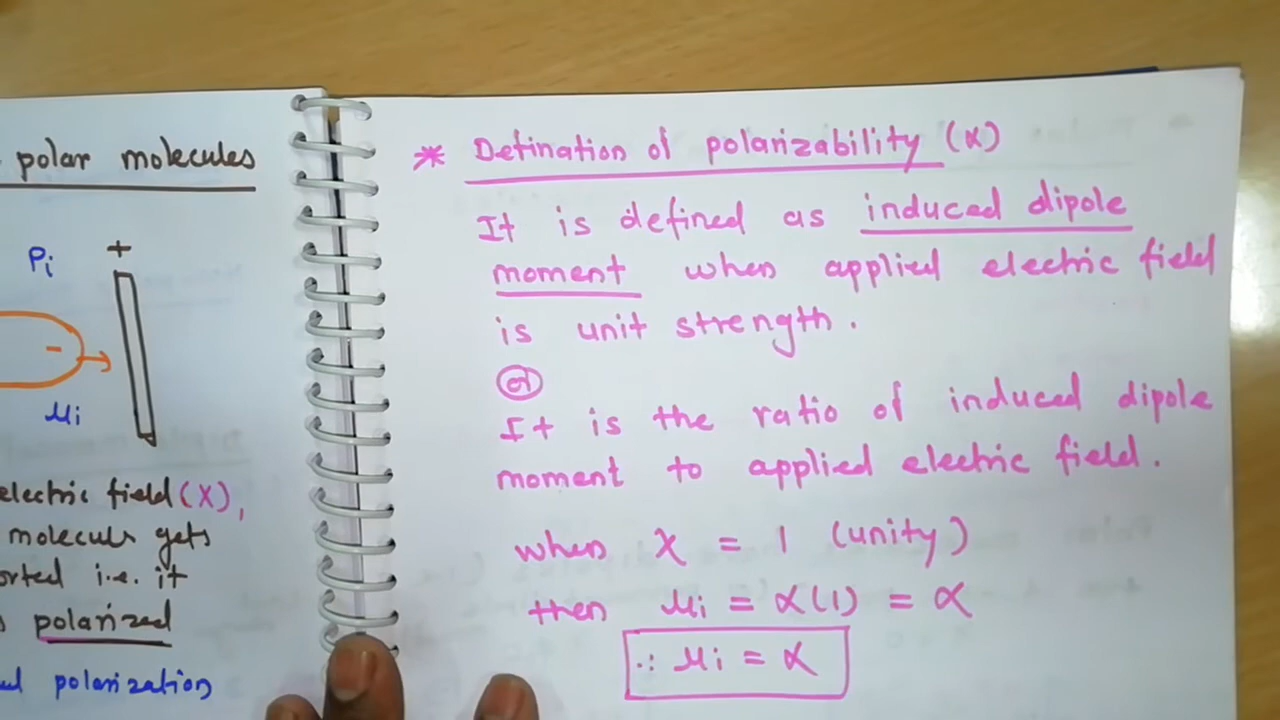 polar molecules
Pi +
-
μi
electric field (X),
molecule gets
orted i.e. it
s polarized
polarization
* Defination of polarizability (α)
It is defined as induced dipole
moment when applied electric field
is unit strength.
or
It is the ratio of induced dipole
moment to applied electric field.
when X = 1 (unity)
then μi = α(1) = α
∴ μi = α